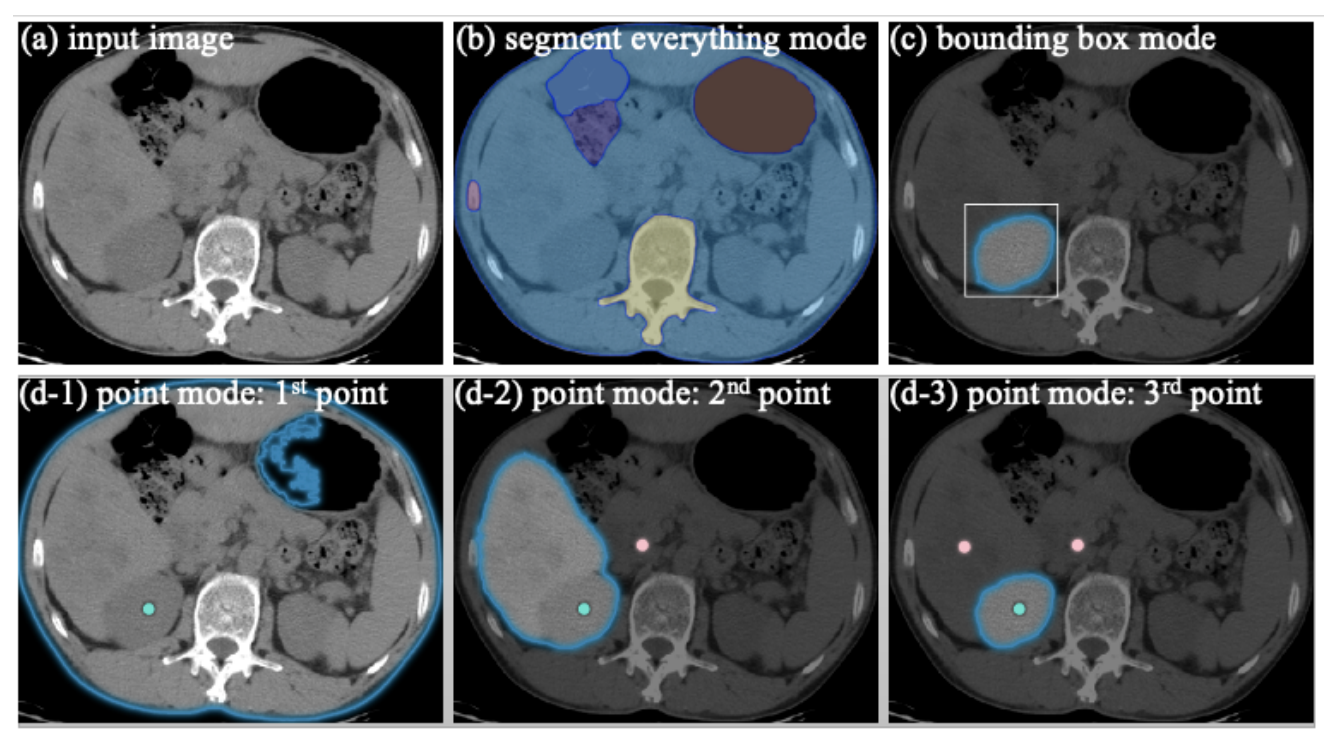 (a) input image
(b) segment everything mode
(c) bounding box mode
(d-1) point mode: 1st point
(d-2) point mode: 2nd point
(d-3) point mode: 3rd point